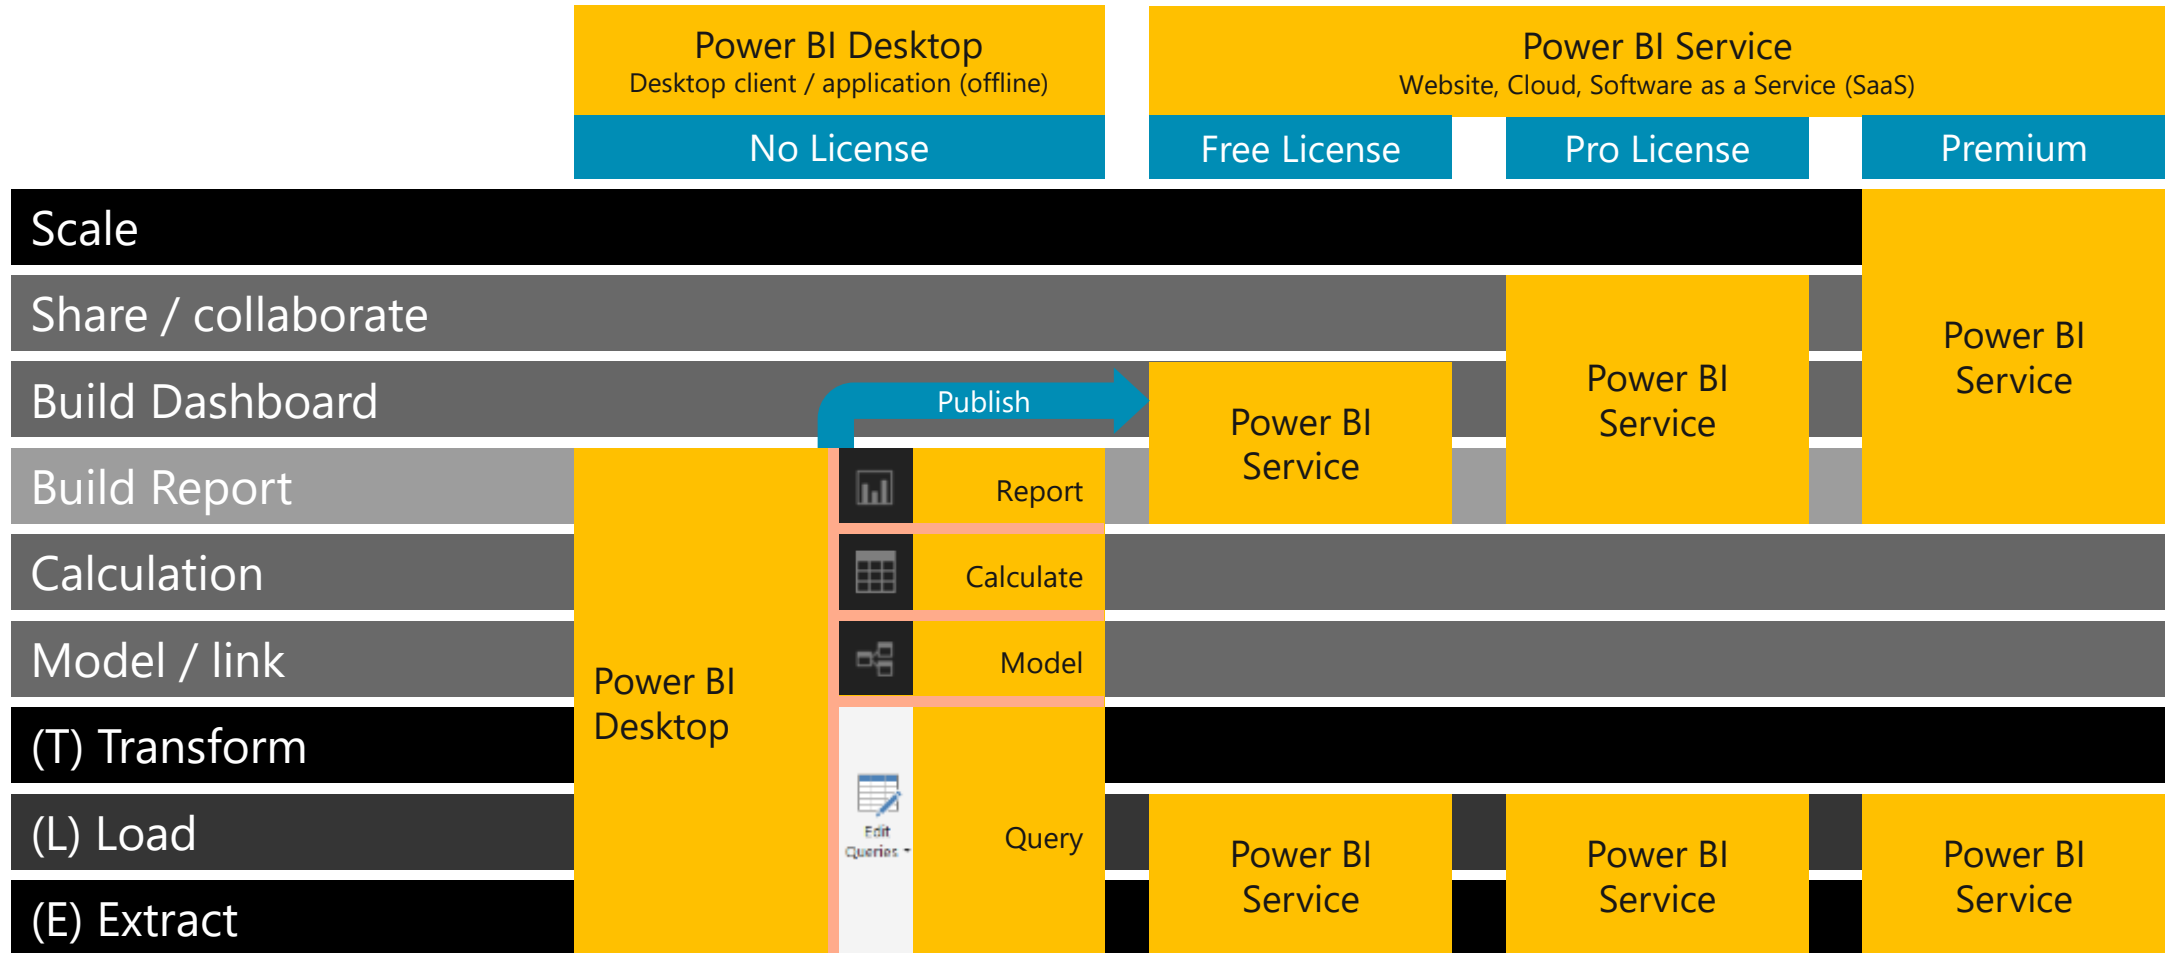 Power BI Desktop
Desktop client / application (offline)
Power BI Service
Website, Cloud, Software as a Service (SaaS)
No License
Free License
Pro License
Premium
Scale
Share / collaborate
Power BI
Service
Power BI
Service
Build Dashboard
Publish
Power BI
Service
Build Report
Report
Calculation
Calculate
Model / link
Model
Power BI
Desktop
(T) Transform
(L) Load
Edit
Queries
Query
Power BI
Service
Power BI
Service
Power BI
Service
(E) Extract